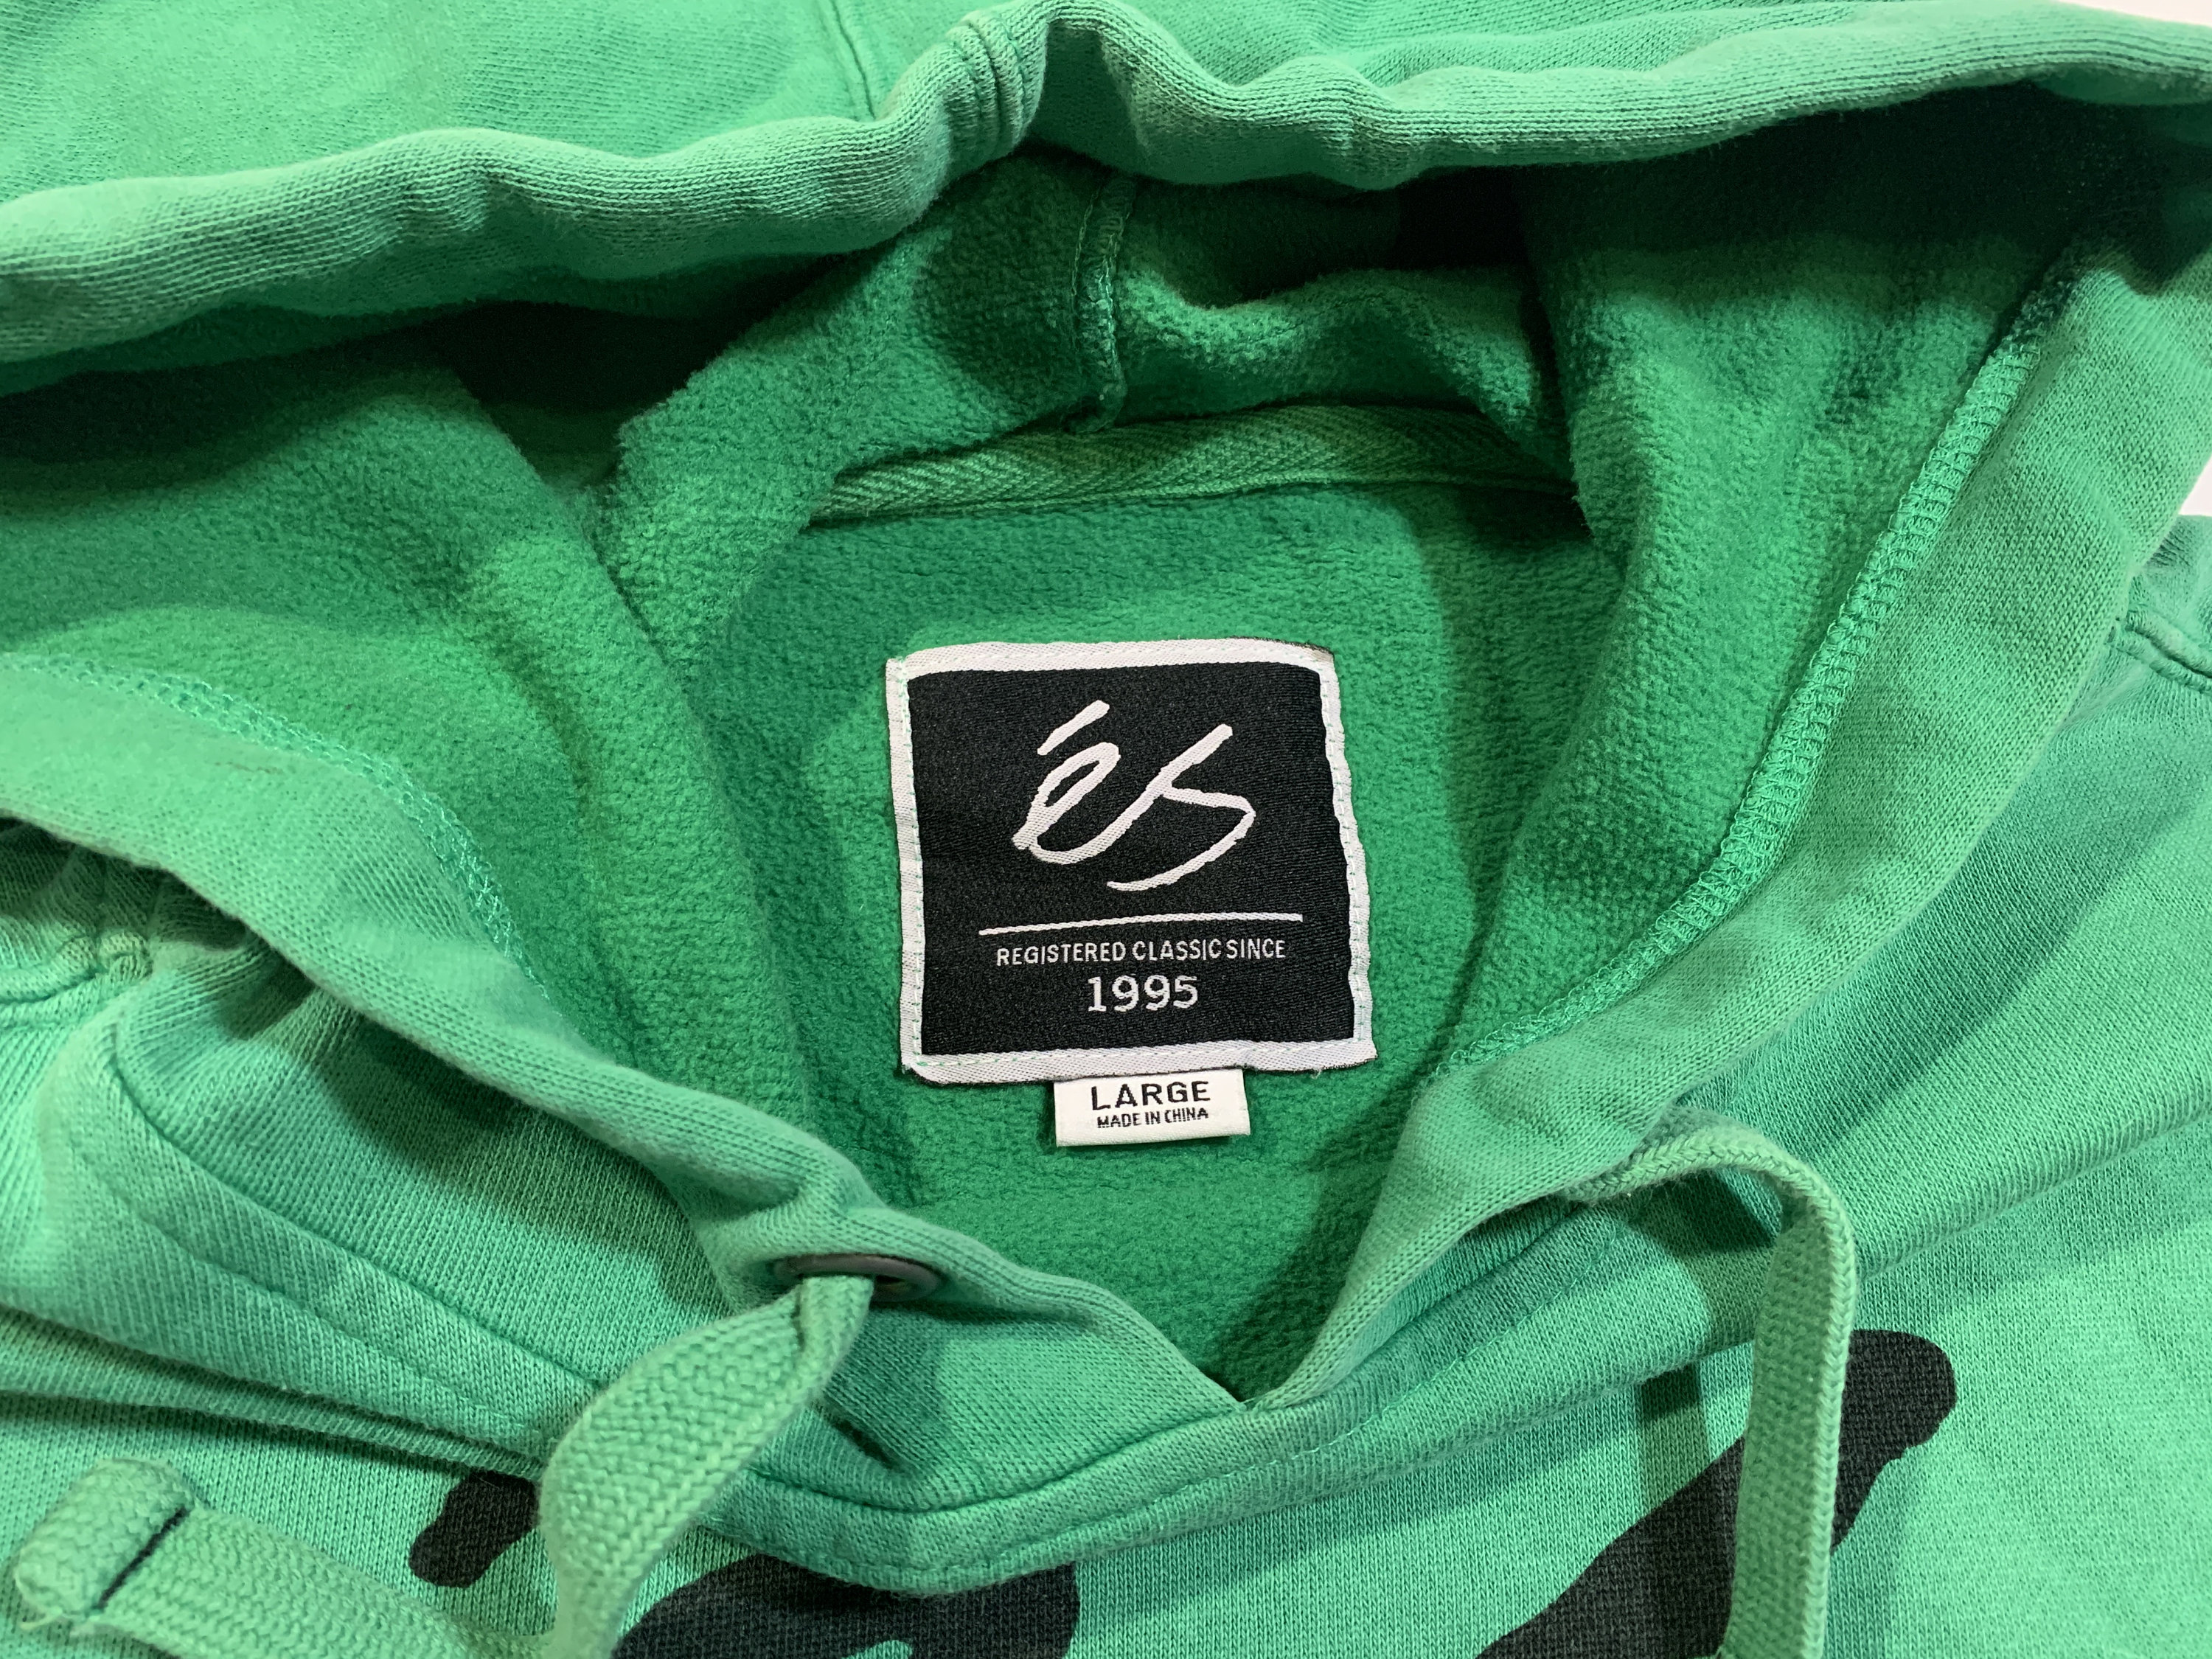 és
REGISTERED CLASSIC SINCE
1995
LARGE
MADE IN CHINA